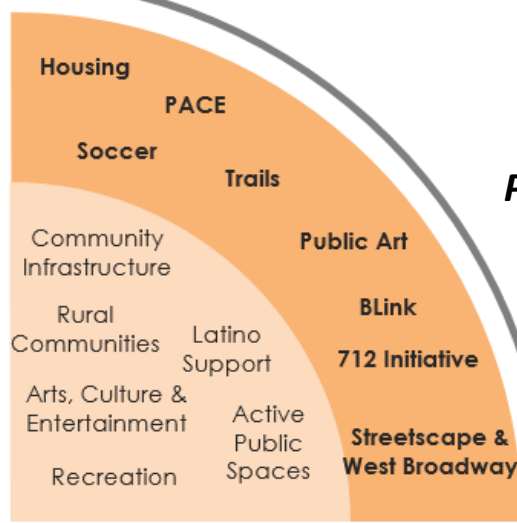 Housing
PACE
Soccer
Trails
P
Public Art
Community
Infrastructure
BLink
Rural
Communities
Latino
Support
712 Initiative
Arts, Culture &
Entertainment
Active
Public
Spaces
Streetscape &
West Broadway
Recreation